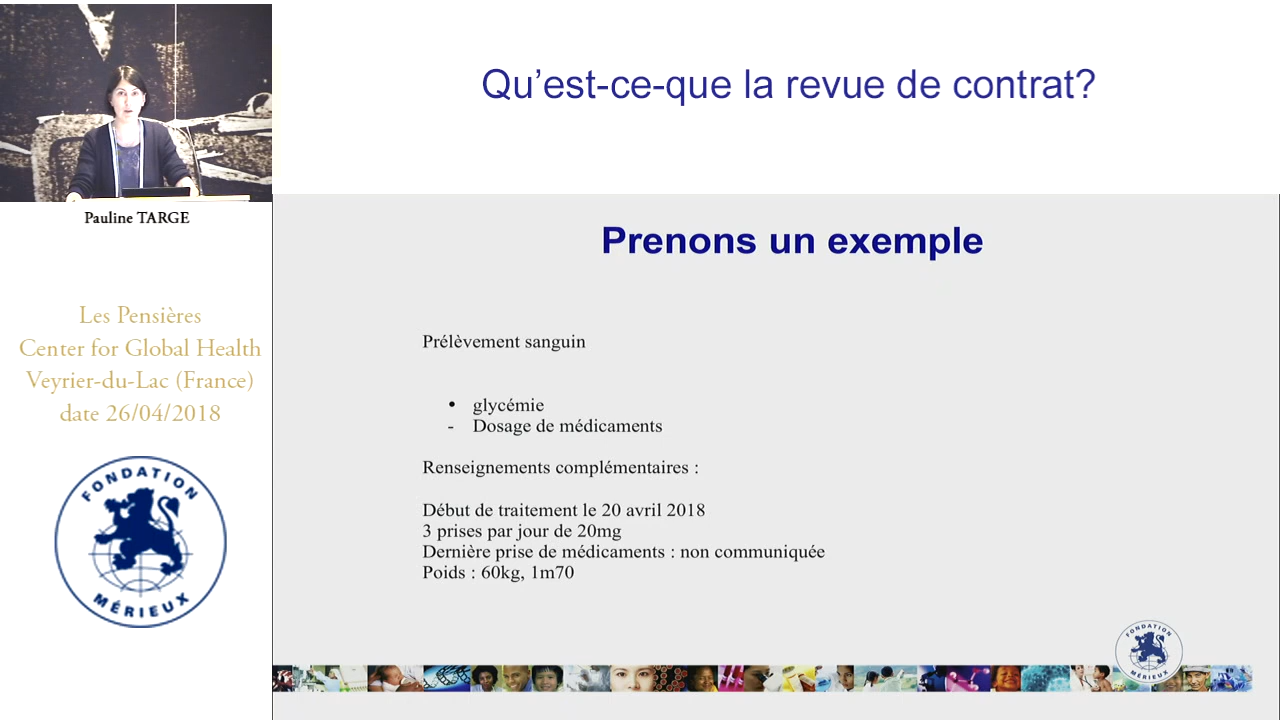 Qu’est-ce-que la revue de contrat?
Pauline TARGE
Les Pensières
Center for Global Health
Veyrier-du-Lac (France)
date 26/04/2018
FONDATION
MÉRIEUX
Prenons un exemple
Prélèvement sanguin
• glycémie
- Dosage de médicaments
Renseignements complémentaires :
Début de traitement le 20 avril 2018
3 prises par jour de 20mg
Dernière prise de médicaments : non communiquée
Poids : 60kg, 1m70
FONDATION
MÉRIEUX